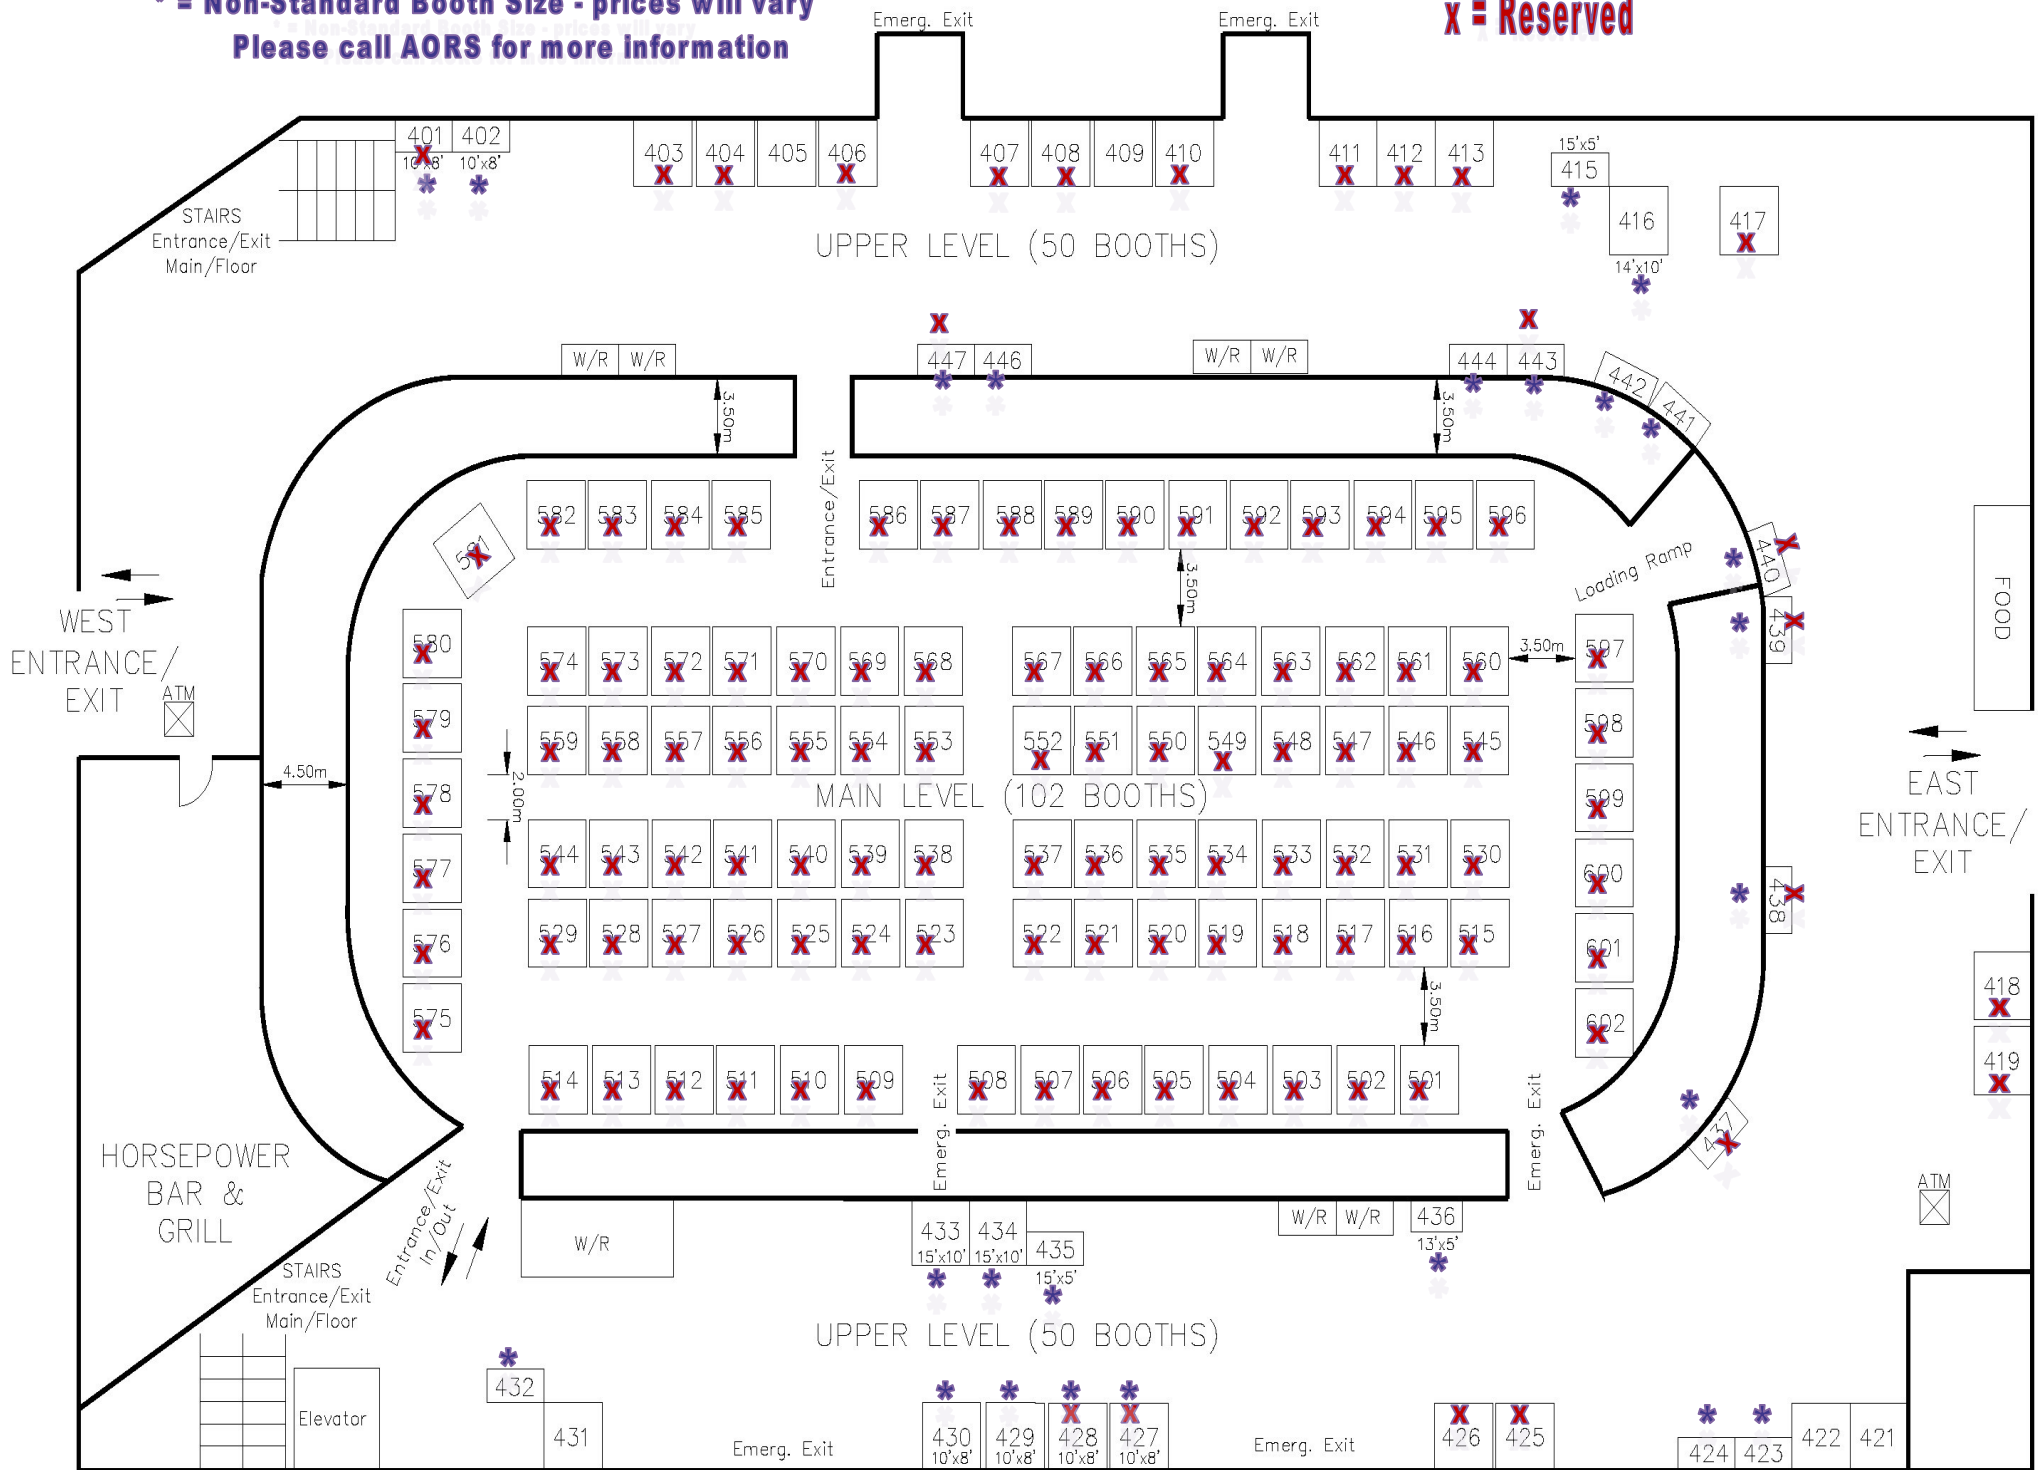 * = Non-Standard Booth Size - prices will vary
Please call AORS for more information
x = Reserved
Emerg. Exit
Emerg. Exit
401 402
10'x8' 10'x8'
403 404 405 406
407 408 409 410
411 412 413
15'x5'
415
416
14'x10'
417
STAIRS
Entrance/Exit
Main/Floor
UPPER LEVEL (50 BOOTHS)
W/R W/R
447 446
W/R W/R
444 443
442
441
3.50m
3.50m
Entrance/Exit
581
582 583 584 585
586 587 588 589 590 591 592 593 594 595 596
3.50m
Loading Ramp
440
439
FOOD
WEST
ENTRANCE/
EXIT
ATM
580
574 573 572 571 570 569 568
567 566 565 564 563 562 561 560
3.50m
597
579
559 558 557 556 555 554 553
552 551 550 549 548 547 546 545
598
4.50m
2.00m
578
MAIN LEVEL (102 BOOTHS)
599
EAST
ENTRANCE/
EXIT
577
544 543 542 541 540 539 538
537 536 535 534 533 532 531 530
600
438
576
529 528 527 526 525 524 523
522 521 520 519 518 517 516 515
601
418
575
3.50m
602
419
514 513 512 511 510 509
508 507 506 505 504 503 502 501
Emerg. Exit
Emerg. Exit
437
HORSEPOWER
BAR &
GRILL
Entrance/Exit
In/Out
ATM
W/R
433 434
15'x10' 15'x10'
435
15'x5'
W/R W/R
436
13'x5'
STAIRS
Entrance/Exit
Main/Floor
UPPER LEVEL (50 BOOTHS)
Elevator
432
431
Emerg. Exit
430 429 428 427
10'x8' 10'x8' 10'x8' 10'x8'
Emerg. Exit
426 425
424 423 422 421